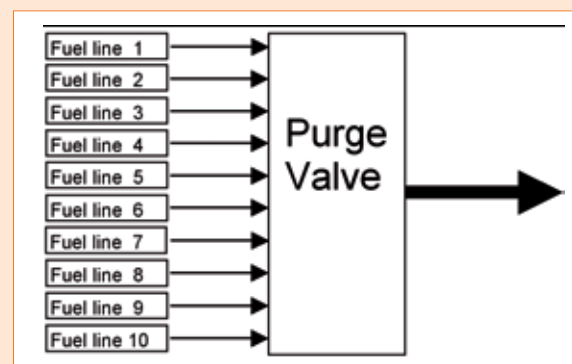 Fuel line 1
Fuel line 2
Fuel line 3
Fuel line 4
Fuel line 5
Fuel line 6
Fuel line 7
Fuel line 8
Fuel line 9
Fuel line 10
Purge
Valve